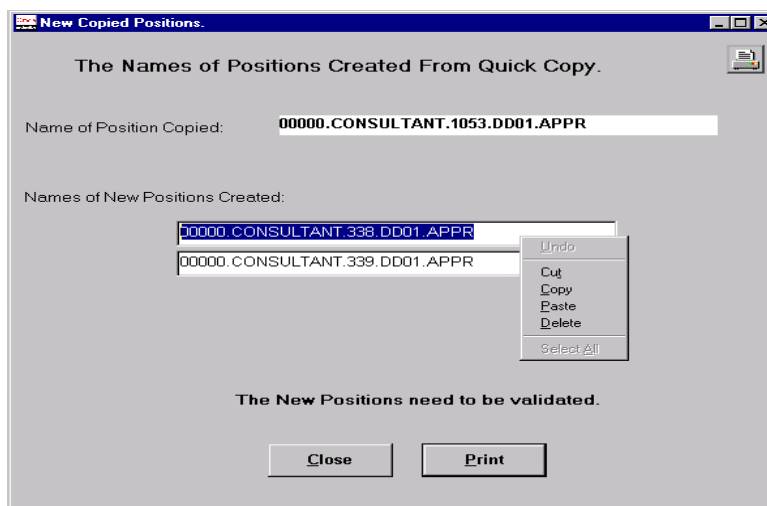 New Copied Positions.
The Names of Positions Created From Quick Copy.
Name of Position Copied: 00000.CONSULTANT.1053.DD01.APPR
Names of New Positions Created:
00000.CONSULTANT.338.DD01.APPR
00000.CONSULTANT.339.DD01.APPR
Undo
Cut
Copy
Paste
Delete
Select All
The New Positions need to be validated.
Close Print